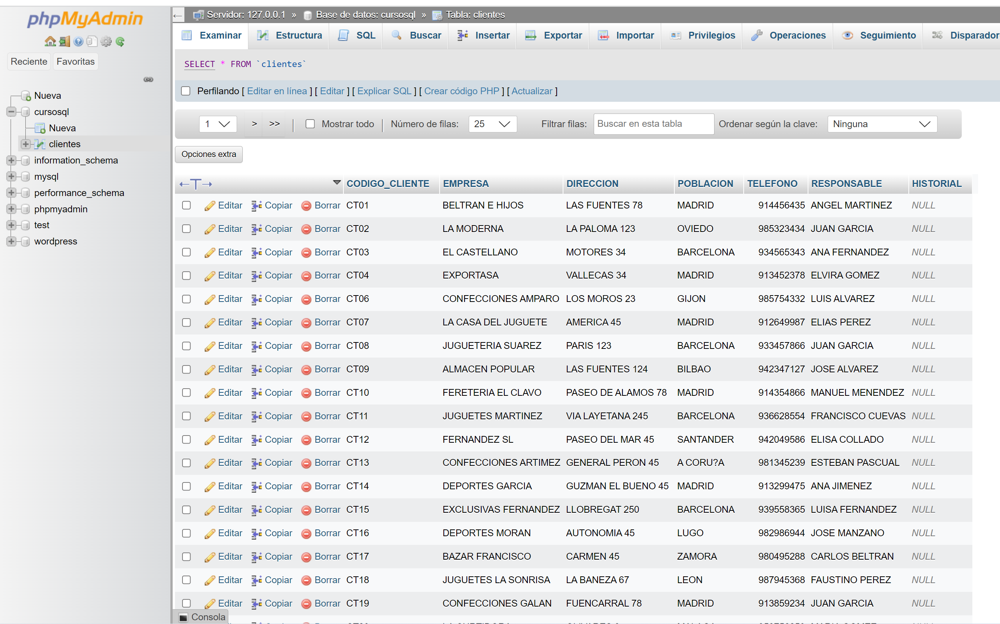 phpMyAdmin
Reciente Favoritas
Nueva
cursosql
Nueva
clientes
information_schema
mysql
performance_schema
phpmyadmin
test
wordpress
← Servidor: 127.0.0.1 » Base de datos: cursosql » Tabla: clientes
Examinar Estructura SQL Buscar Insertar Exportar Importar Privilegios Operaciones Seguimiento Disparador
SELECT * FROM `clientes`
Perfilando [ Editar en línea ] [ Editar ] [ Explicar SQL ] [ Crear código PHP ] [ Actualizar ]
1 > >> | Mostrar todo | Número de filas: 25 Filtrar filas: Buscar en esta tabla Ordenar según la clave: Ninguna
Opciones extra
←T→ CODIGO_CLIENTE EMPRESA DIRECCION POBLACION TELEFONO RESPONSABLE HISTORIAL
Editar Copiar Borrar CT01 BELTRAN E HIJOS LAS FUENTES 78 MADRID 914456435 ANGEL MARTINEZ NULL
Editar Copiar Borrar CT02 LA MODERNA LA PALOMA 123 OVIEDO 985323434 JUAN GARCIA NULL
Editar Copiar Borrar CT03 EL CASTELLANO MOTORES 34 BARCELONA 934565343 ANA FERNANDEZ NULL
Editar Copiar Borrar CT04 EXPORTASA VALLECAS 34 MADRID 913452378 ELVIRA GOMEZ NULL
Editar Copiar Borrar CT06 CONFECCIONES AMPARO LOS MOROS 23 GIJON 985754332 LUIS ALVAREZ NULL
Editar Copiar Borrar CT07 LA CASA DEL JUGUETE AMERICA 45 MADRID 912649987 ELIAS PEREZ NULL
Editar Copiar Borrar CT08 JUGUETERIA SUAREZ PARIS 123 BARCELONA 933457866 JUAN GARCIA NULL
Editar Copiar Borrar CT09 ALMACEN POPULAR LAS FUENTES 124 BILBAO 942347127 JOSE ALVAREZ NULL
Editar Copiar Borrar CT10 FERETERIA EL CLAVO PASEO DE ALAMOS 78 MADRID 914354866 MANUEL MENENDEZ NULL
Editar Copiar Borrar CT11 JUGUETES MARTINEZ VIA LAYETANA 245 BARCELONA 936628554 FRANCISCO CUEVAS NULL
Editar Copiar Borrar CT12 FERNANDEZ SL PASEO DEL MAR 45 SANTANDER 942049586 ELISA COLLADO NULL
Editar Copiar Borrar CT13 CONFECCIONES ARTIMEZ GENERAL PERON 45 A CORU?A 981345239 ESTEBAN PASCUAL NULL
Editar Copiar Borrar CT14 DEPORTES GARCIA GUZMAN EL BUENO 45 MADRID 913299475 ANA JIMENEZ NULL
Editar Copiar Borrar CT15 EXCLUSIVAS FERNANDEZ LLOBREGAT 250 BARCELONA 939558365 LUISA FERNANDEZ NULL
Editar Copiar Borrar CT16 DEPORTES MORAN AUTONOMIA 45 LUGO 982986944 JOSE MANZANO NULL
Editar Copiar Borrar CT17 BAZAR FRANCISCO CARMEN 45 ZAMORA 980495288 CARLOS BELTRAN NULL
Editar Copiar Borrar CT18 JUGUETES LA SONRISA LA BANEZA 67 LEON 987945368 FAUSTINO PEREZ NULL
Editar Copiar Borrar CT19 CONFECCIONES GALAN FUENCARRAL 78 MADRID 913859234 JUAN GARCIA NULL
Consola